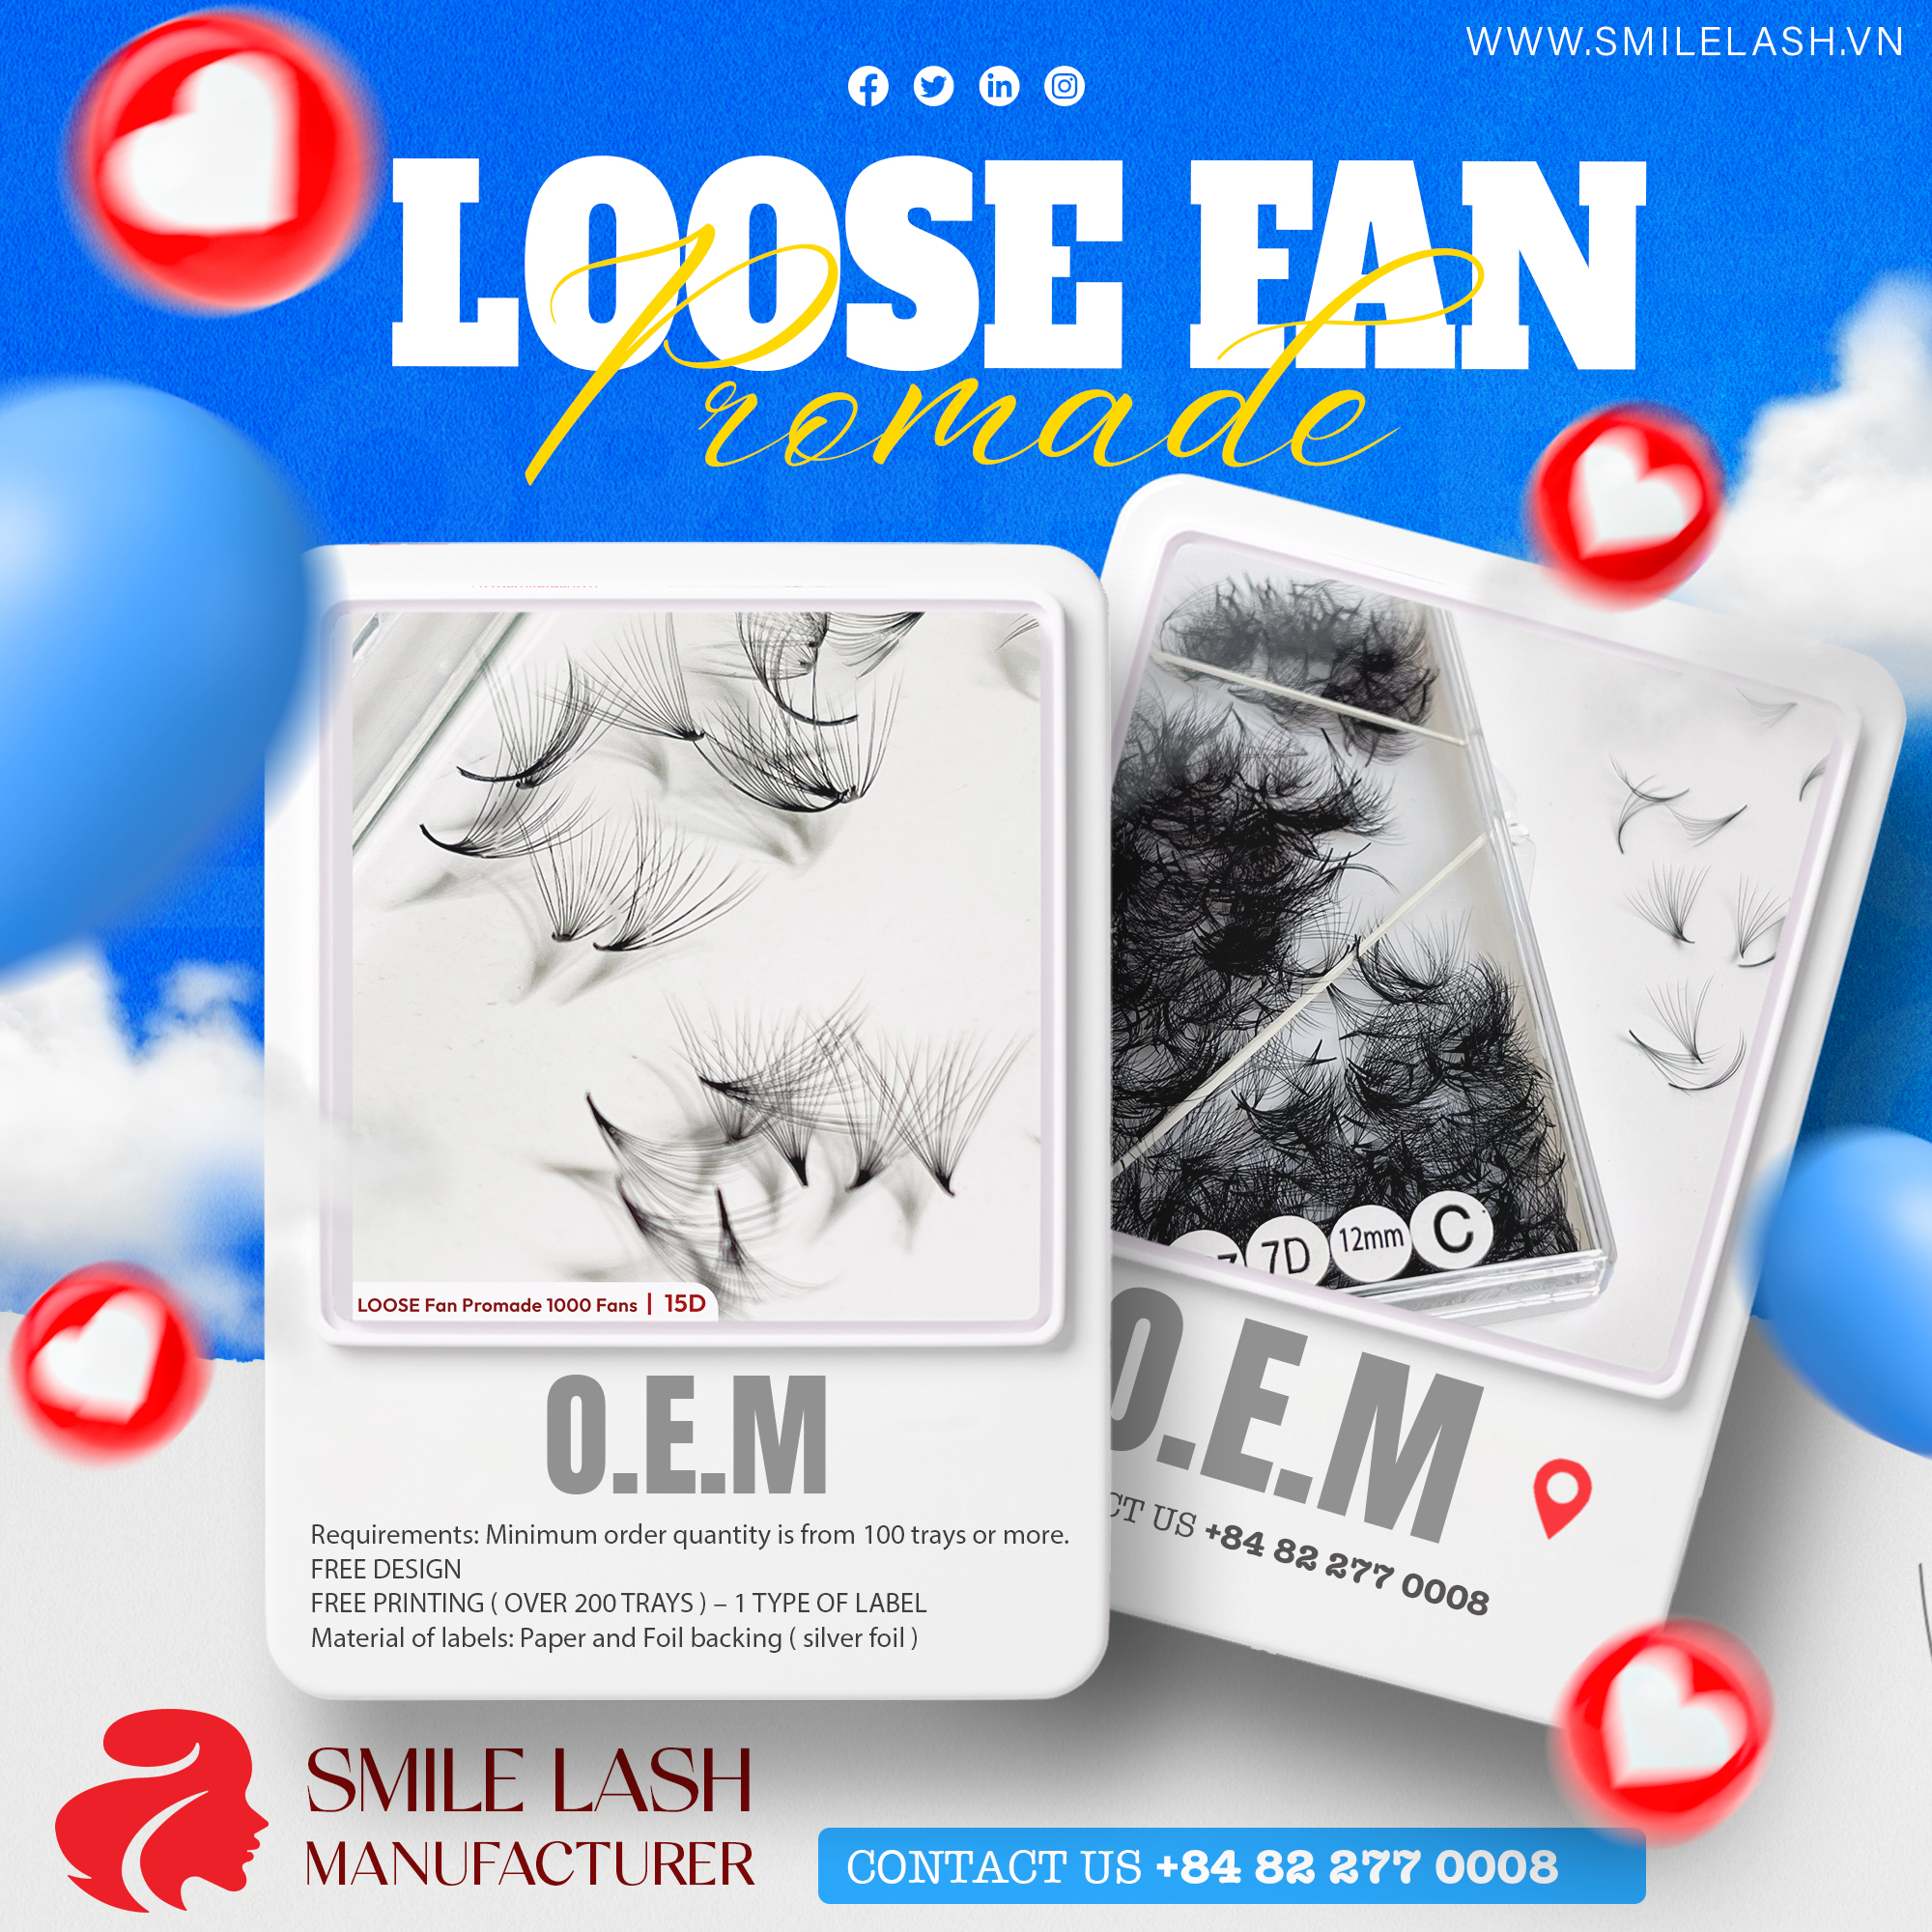 WWW.SMILELASH.VN
LOOSE FAN
Promade
7D
12mm
C
LOOSE Fan Promade 1000 Fans | 15D
O.E.M
Requirements: Minimum order quantity is from 100 trays or more.
FREE DESIGN
FREE PRINTING ( OVER 200 TRAYS ) – 1 TYPE OF LABEL
Material of labels: Paper and Foil backing ( silver foil )
O.E.M
CT US +84 82 277 0008
SMILE LASH
MANUFACTURER
CONTACT US +84 82 277 0008